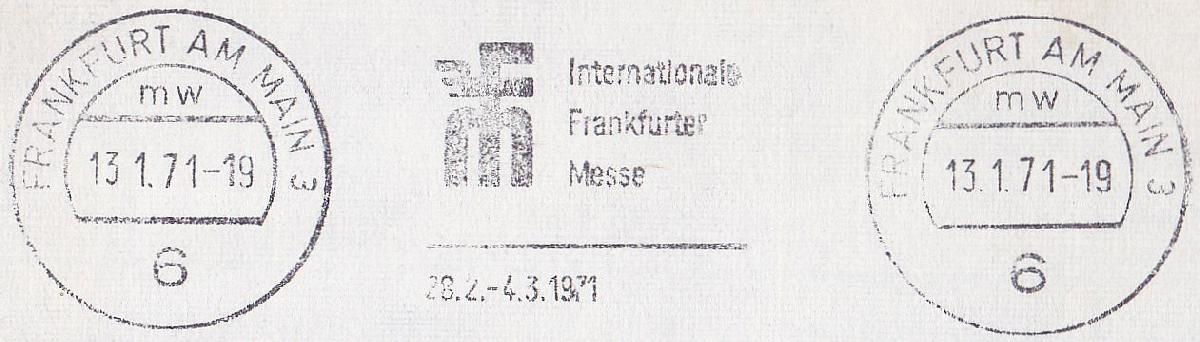 FRANKFURT AM MAIN 3
mw
13.1.71-19
6
Internationale
Frankfurter
Messe
28.2.-4.3.1971
FRANKFURT AM MAIN 3
mw
13.1.71-19
6